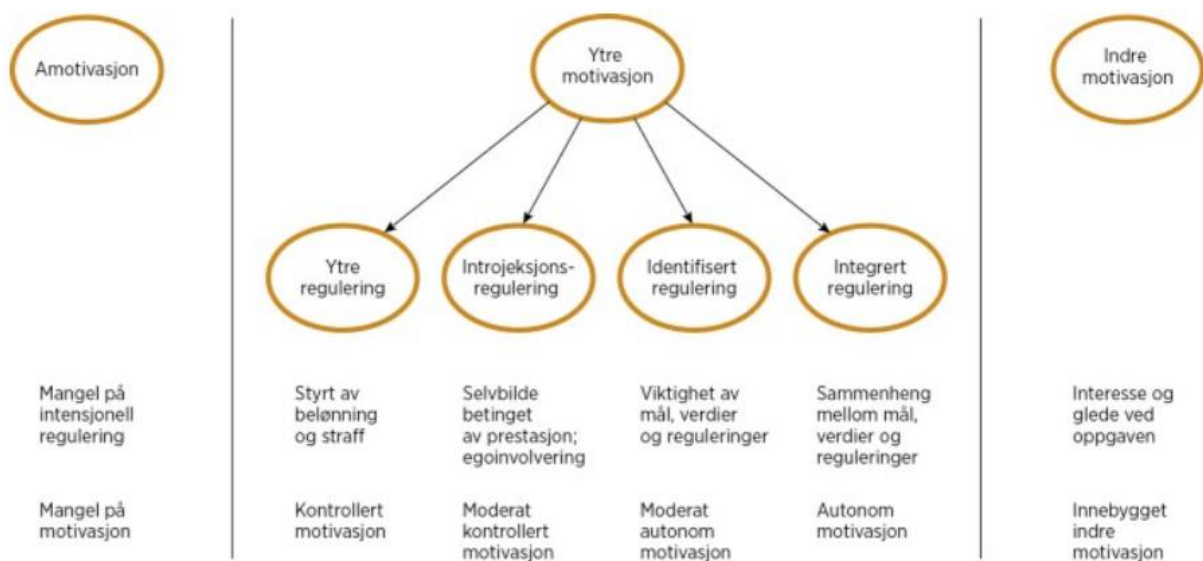 Amotivasjon
Ytre
motivasjon
Indre
motivasjon
Ytre
regulering
Introjeksjons-
regulering
Identifisert
regulering
Integrert
regulering
Mangel på
intensjonell
regulering
Styrt av
belønning
og straff
Selvbilde
betinget
av prestasjon;
egoinvolvering
Viktighet av
mål, verdier
og reguleringer
Sammenheng
mellom mål,
verdier og
reguleringer
Interesse og
glede ved
oppgaven
Mangel på
motivasjon
Kontrollert
motivasjon
Moderat
kontrollert
motivasjon
Moderat
autonom
motivasjon
Autonom
motivasjon
Innebygget
indre
motivasjon